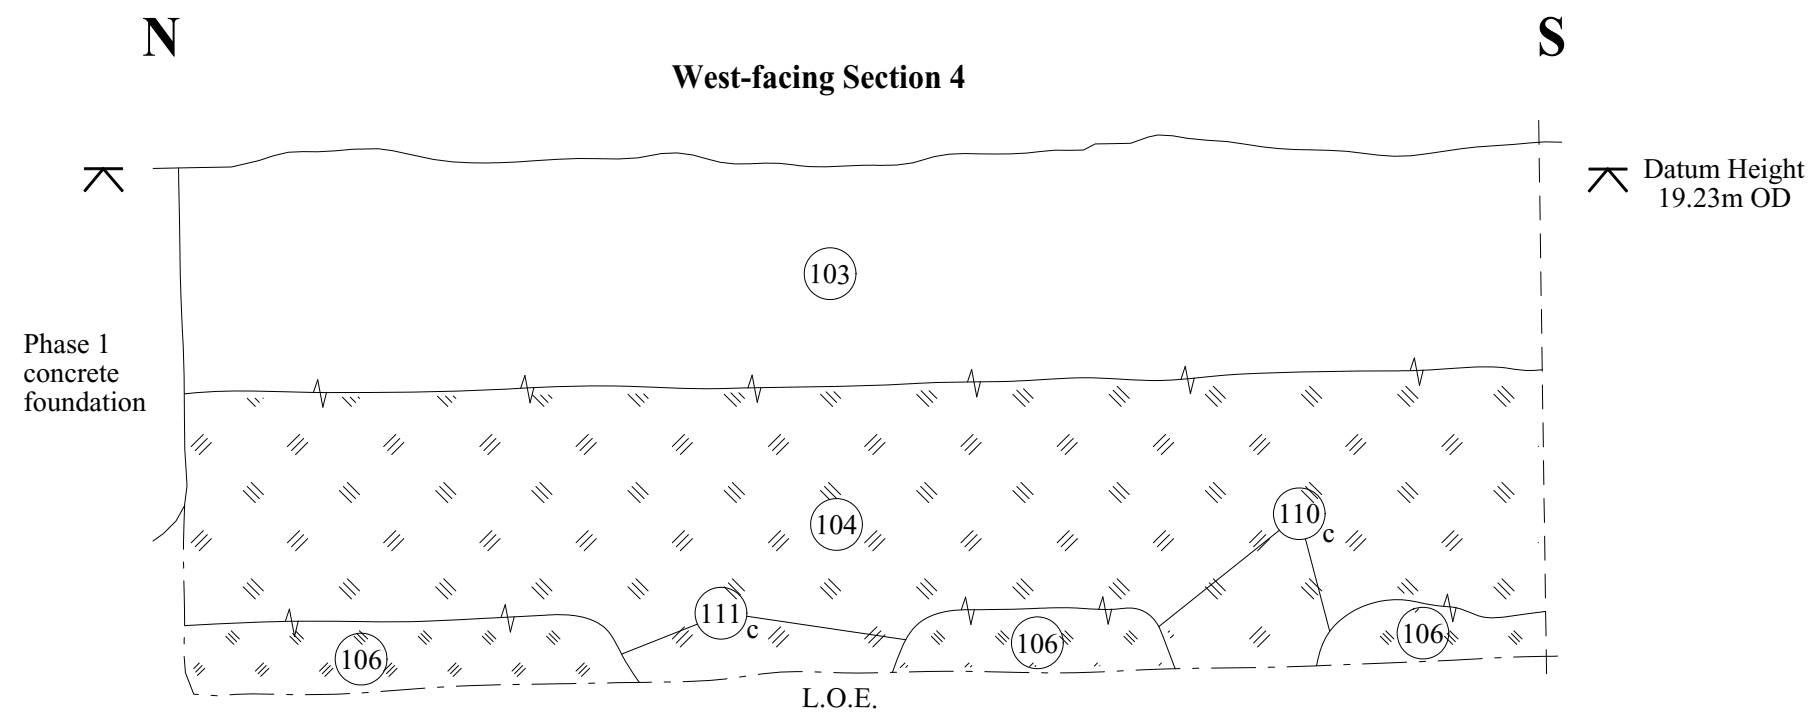 N
S
West-facing Section 4
Datum Height
19.23m OD
103
Phase 1
concrete
foundation
104
110
c
111
c
106
106
106
L.O.E.